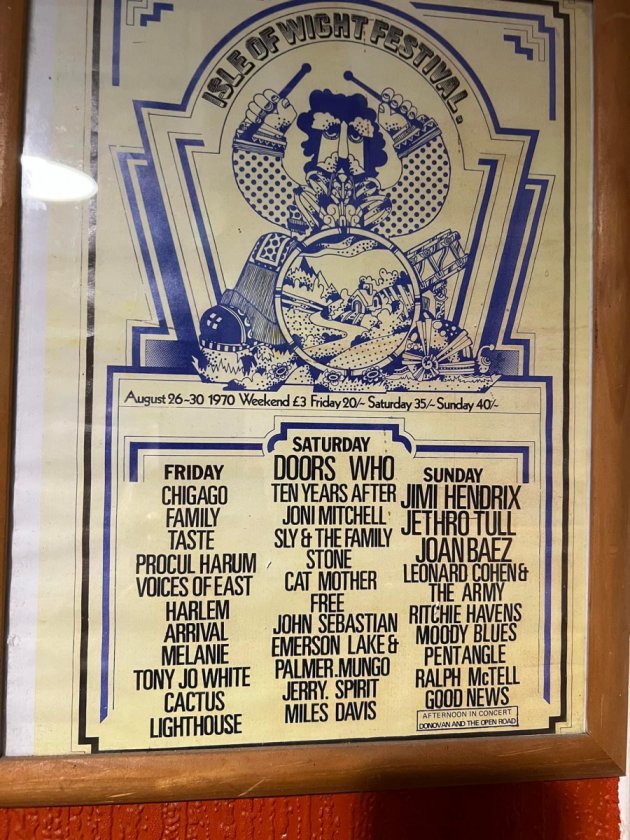 ISLE OF WIGHT FESTIVAL.
August 26-30 1970 Weekend £3 Friday 20/- Saturday 35/- Sunday 40/-
FRIDAY
CHIGAGO
FAMILY
TASTE
PROCUL HARUM
VOICES OF EAST
HARLEM
ARRIVAL
MELANIE
TONY JO WHITE
CACTUS
LIGHTHOUSE
SATURDAY
DOORS WHO
TEN YEARS AFTER
JONI MITCHELL
SLY & THE FAMILY
STONE
CAT MOTHER
FREE
JOHN SEBASTIAN
EMERSON LAKE &
PALMER. MUNGO
JERRY. SPIRIT
MILES DAVIS
SUNDAY
JIMI HENDRIX
JETHRO TULL
JOAN BAEZ
LEONARD COHEN &
THE ARMY
RITCHIE HAVENS
MOODY BLUES
PENTANGLE
RALPH McTELL
GOOD NEWS
AFTERNOON IN CONCERT
DONOVAN AND THE OPEN ROAD